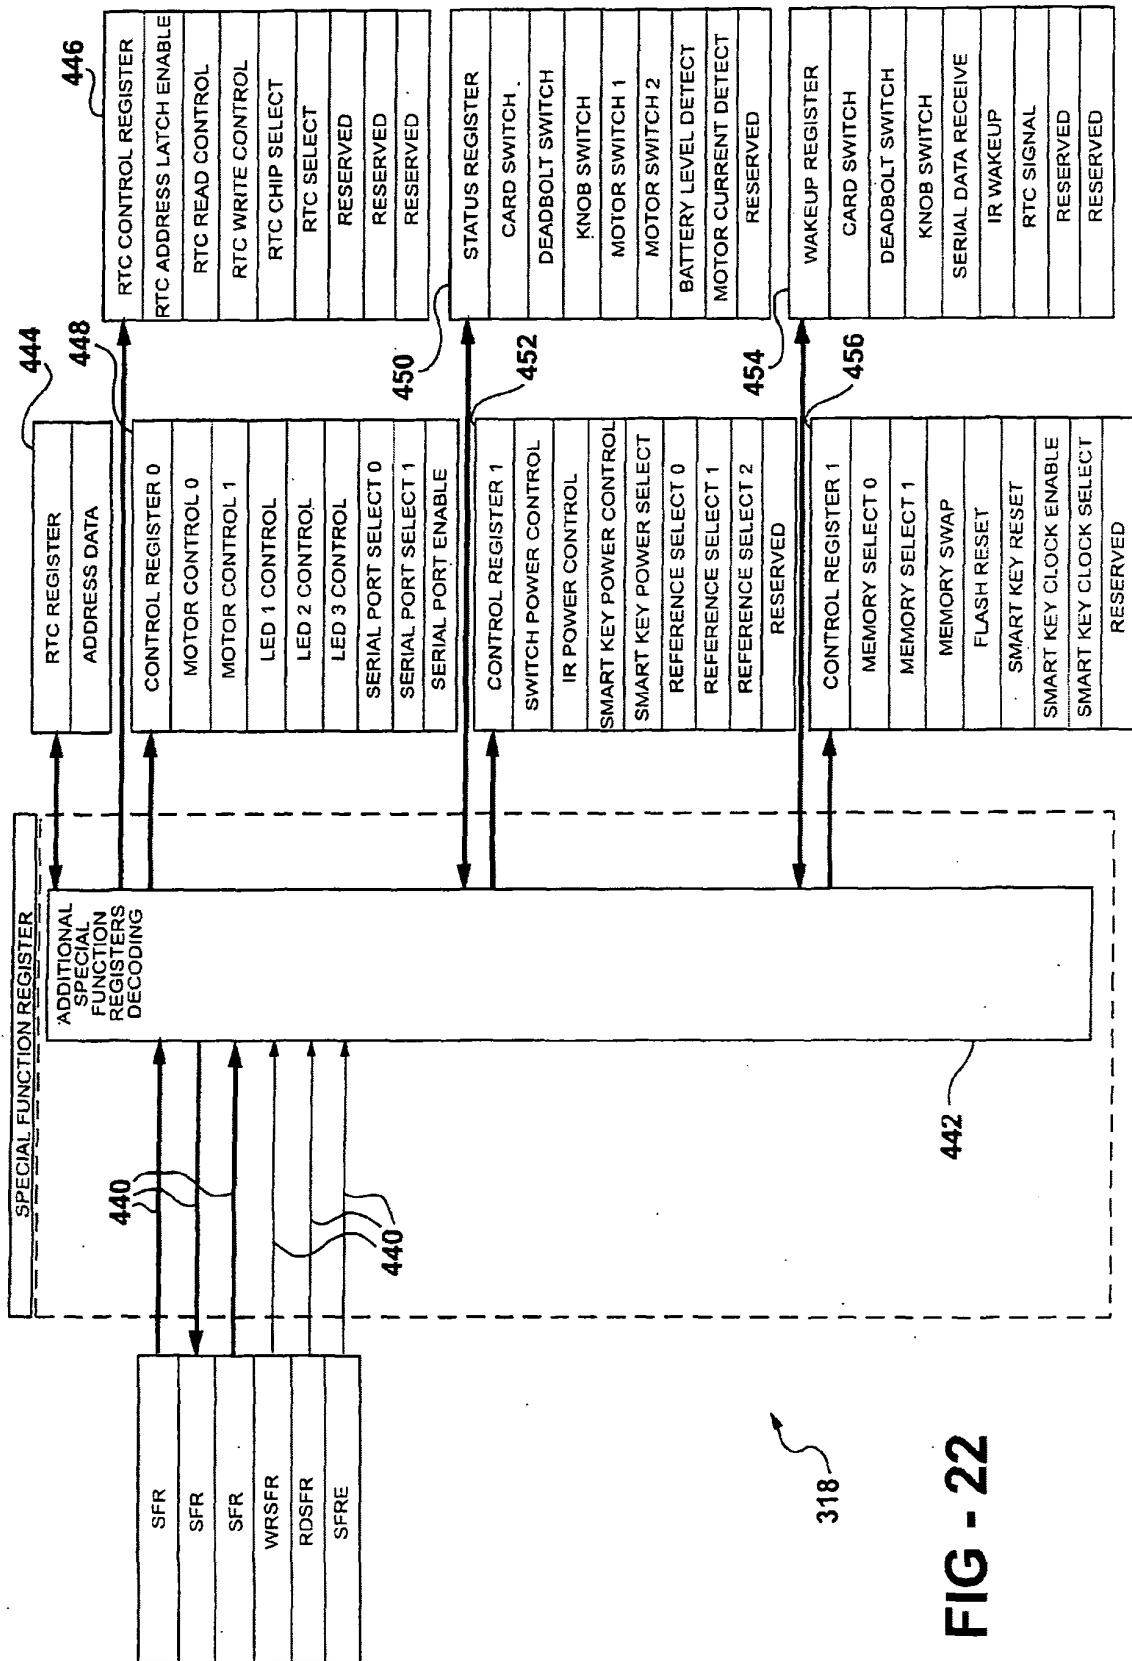 SPECIAL FUNCTION REGISTER
SFR
SFR
SFR
WRSFR
RDSFR
SFRE
440
440
ADDITIONAL
SPECIAL
FUNCTION
REGISTERS
DECODING
442
444
RTC REGISTER
ADDRESS DATA
448
CONTROL REGISTER 0
MOTOR CONTROL 0
MOTOR CONTROL 1
LED 1 CONTROL
LED 2 CONTROL
LED 3 CONTROL
SERIAL PORT SELECT 0
SERIAL PORT SELECT 1
SERIAL PORT ENABLE
452
CONTROL REGISTER 1
SWITCH POWER CONTROL
IR POWER CONTROL
SMART KEY POWER CONTROL
SMART KEY POWER SELECT
REFERENCE SELECT 0
REFERENCE SELECT 1
REFERENCE SELECT 2
RESERVED
456
CONTROL REGISTER 1
MEMORY SELECT 0
MEMORY SELECT 1
MEMORY SWAP
FLASH RESET
SMART KEY RESET
SMART KEY CLOCK ENABLE
SMART KEY CLOCK SELECT
RESERVED
446
RTC CONTROL REGISTER
RTC ADDRESS LATCH ENABLE
RTC READ CONTROL
RTC WRITE CONTROL
RTC CHIP SELECT
RTC SELECT
RESERVED
RESERVED
RESERVED
450
STATUS REGISTER
CARD SWITCH
DEADBOLT SWITCH
KNOB SWITCH
MOTOR SWITCH 1
MOTOR SWITCH 2
BATTERY LEVEL DETECT
MOTOR CURRENT DETECT
RESERVED
454
WAKEUP REGISTER
CARD SWITCH
DEADBOLT SWITCH
KNOB SWITCH
SERIAL DATA RECEIVE
IR WAKEUP
RTC SIGNAL
RESERVED
RESERVED
318
FIG - 22